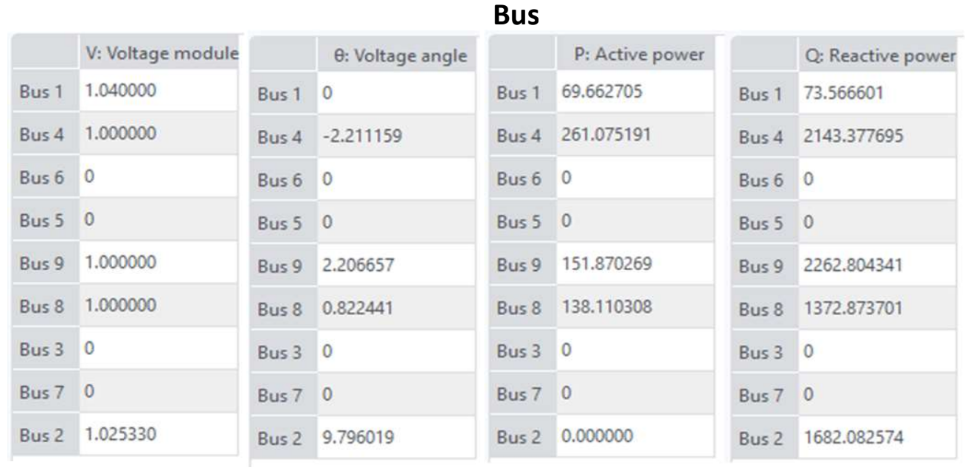 Bus
V: Voltage module θ: Voltage angle P: Active power Q: Reactive power
Bus 1 1.040000 Bus 1 0 Bus 1 69.662705 Bus 1 73.566601
Bus 4 1.000000 Bus 4 -2.211159 Bus 4 261.075191 Bus 4 2143.377695
Bus 6 0 Bus 6 0 Bus 6 0 Bus 6 0
Bus 5 0 Bus 5 0 Bus 5 0 Bus 5 0
Bus 9 1.000000 Bus 9 2.206657 Bus 9 151.870269 Bus 9 2262.804341
Bus 8 1.000000 Bus 8 0.822441 Bus 8 138.110308 Bus 8 1372.873701
Bus 3 0 Bus 3 0 Bus 3 0 Bus 3 0
Bus 7 0 Bus 7 0 Bus 7 0 Bus 7 0
Bus 2 1.025330 Bus 2 9.796019 Bus 2 0.000000 Bus 2 1682.082574